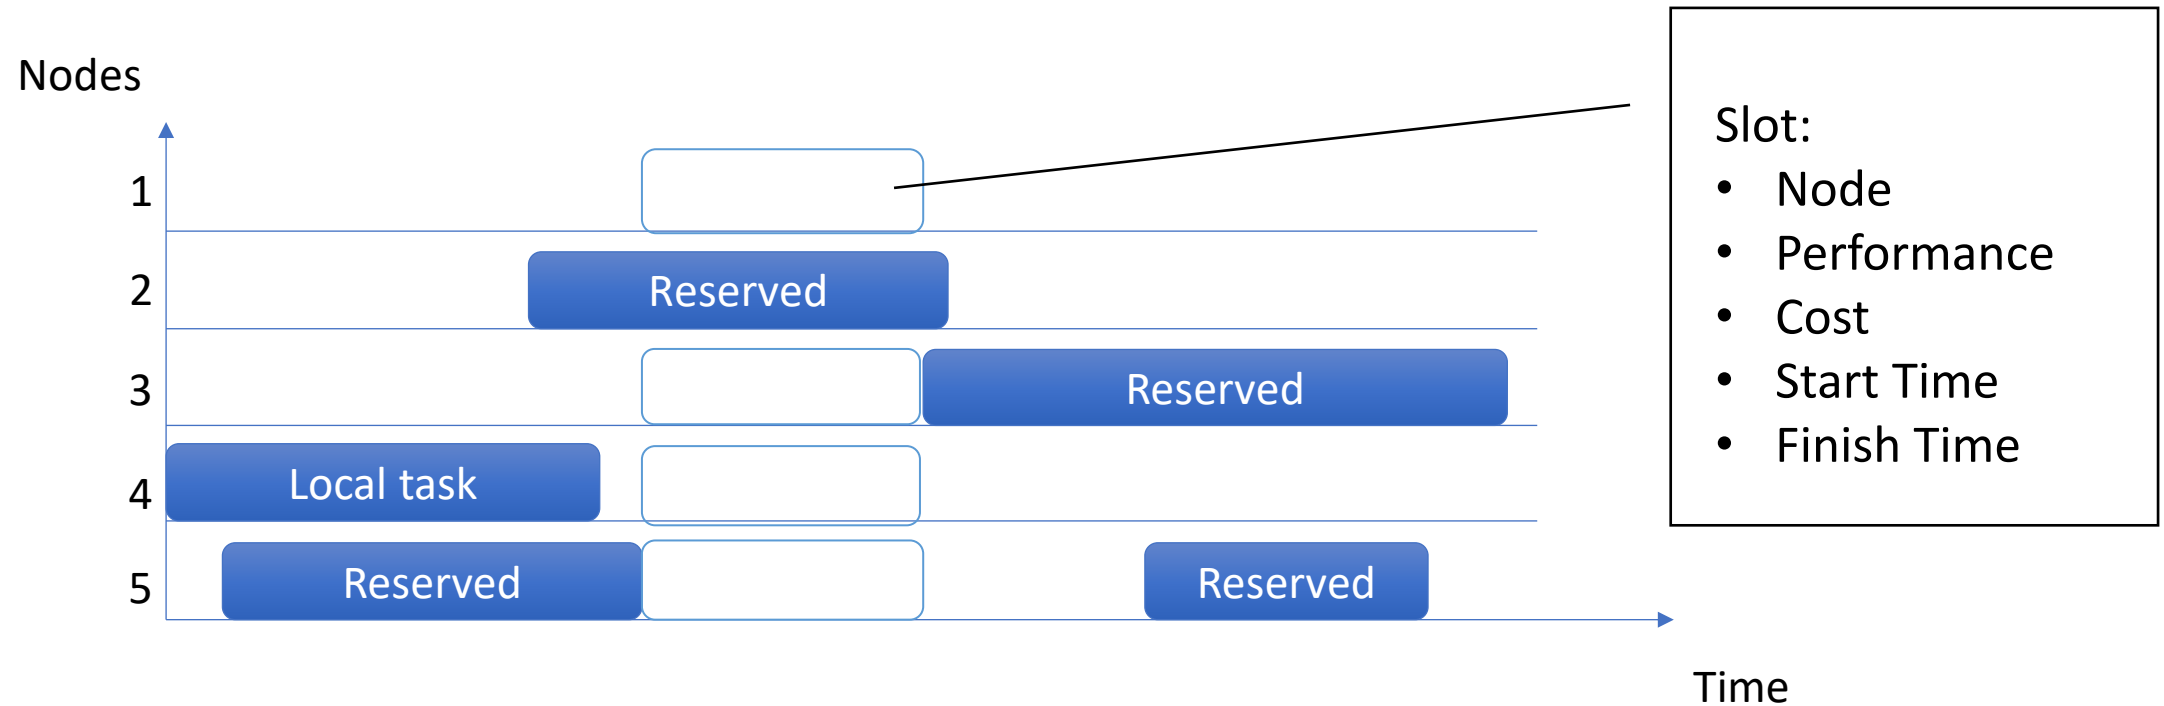 Nodes
1
2
3
4
5
Reserved
Reserved
Local task
Reserved
Reserved
Time
Slot:
• Node
• Performance
• Cost
• Start Time
• Finish Time